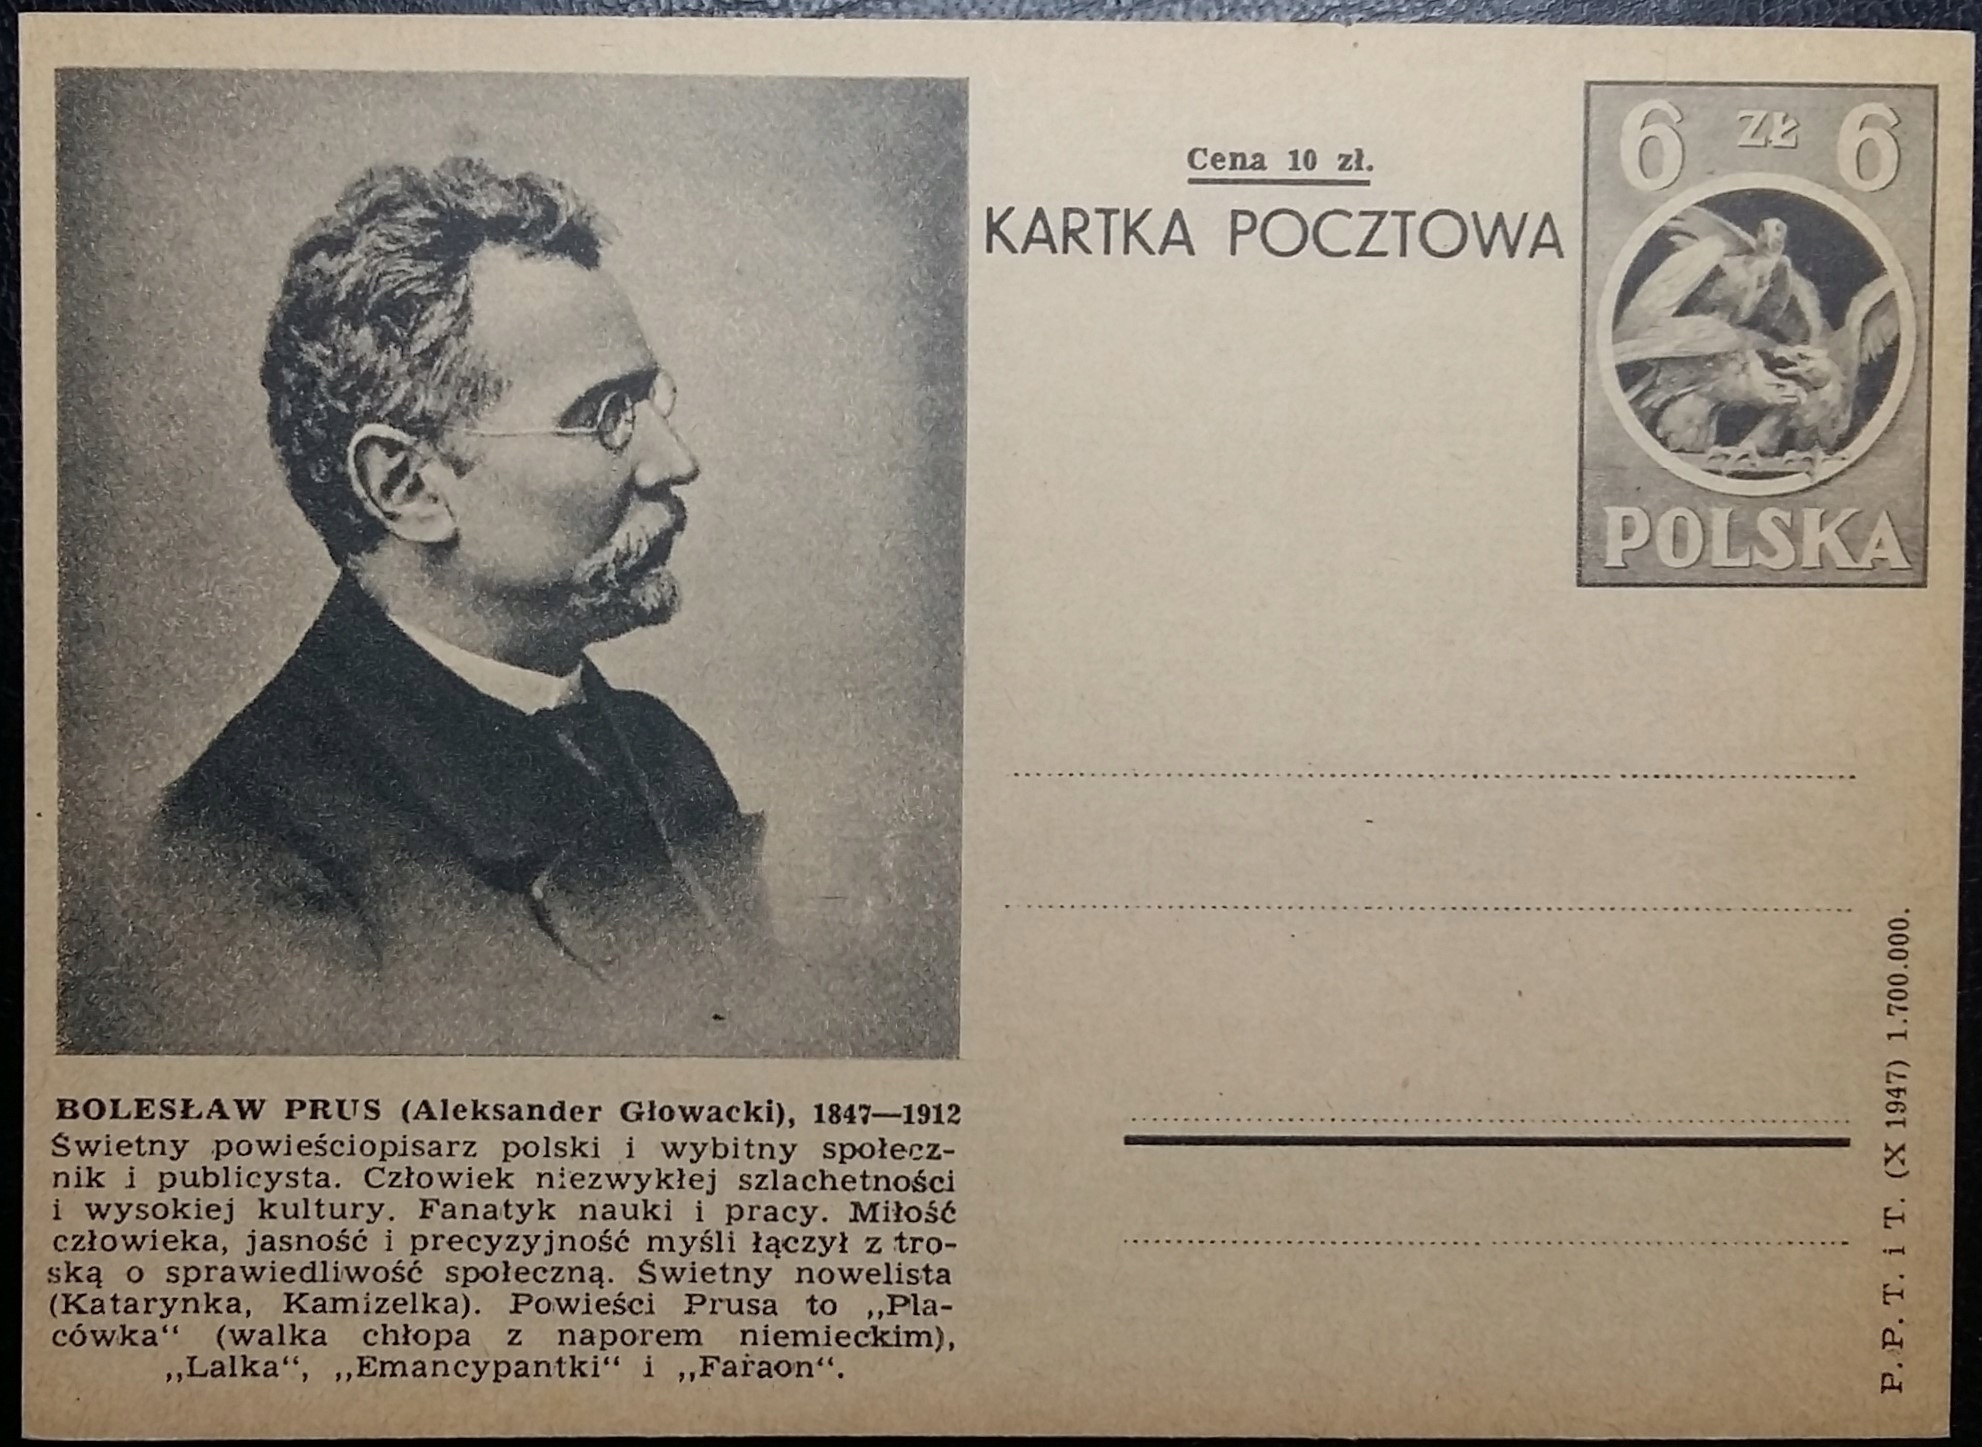 BOLESŁAW PRUS (Aleksander Głowacki), 1847—1912
Świetny powieściopisarz polski i wybitny społecz-
nik i publicysta. Człowiek niezwykłej szlachetności
i wysokiej kultury. Fanatyk nauki i pracy. Miłość
człowieka, jasność i precyzyjność myśli łączył z tro-
ską o sprawiedliwość społeczną. Świetny nowelista
(Katarynka, Kamizelka). Powieści Prusa to „Pla-
cówka“ (walka chłopa z naporem niemieckim),
„Lalka“, „Emancypantki“ i „Faraon“.
Cena 10 zł.
KARTKA POCZTOWA
6 ZŁ 6
POLSKA
P. P. T. i T. (X 1947) 1.700.000.